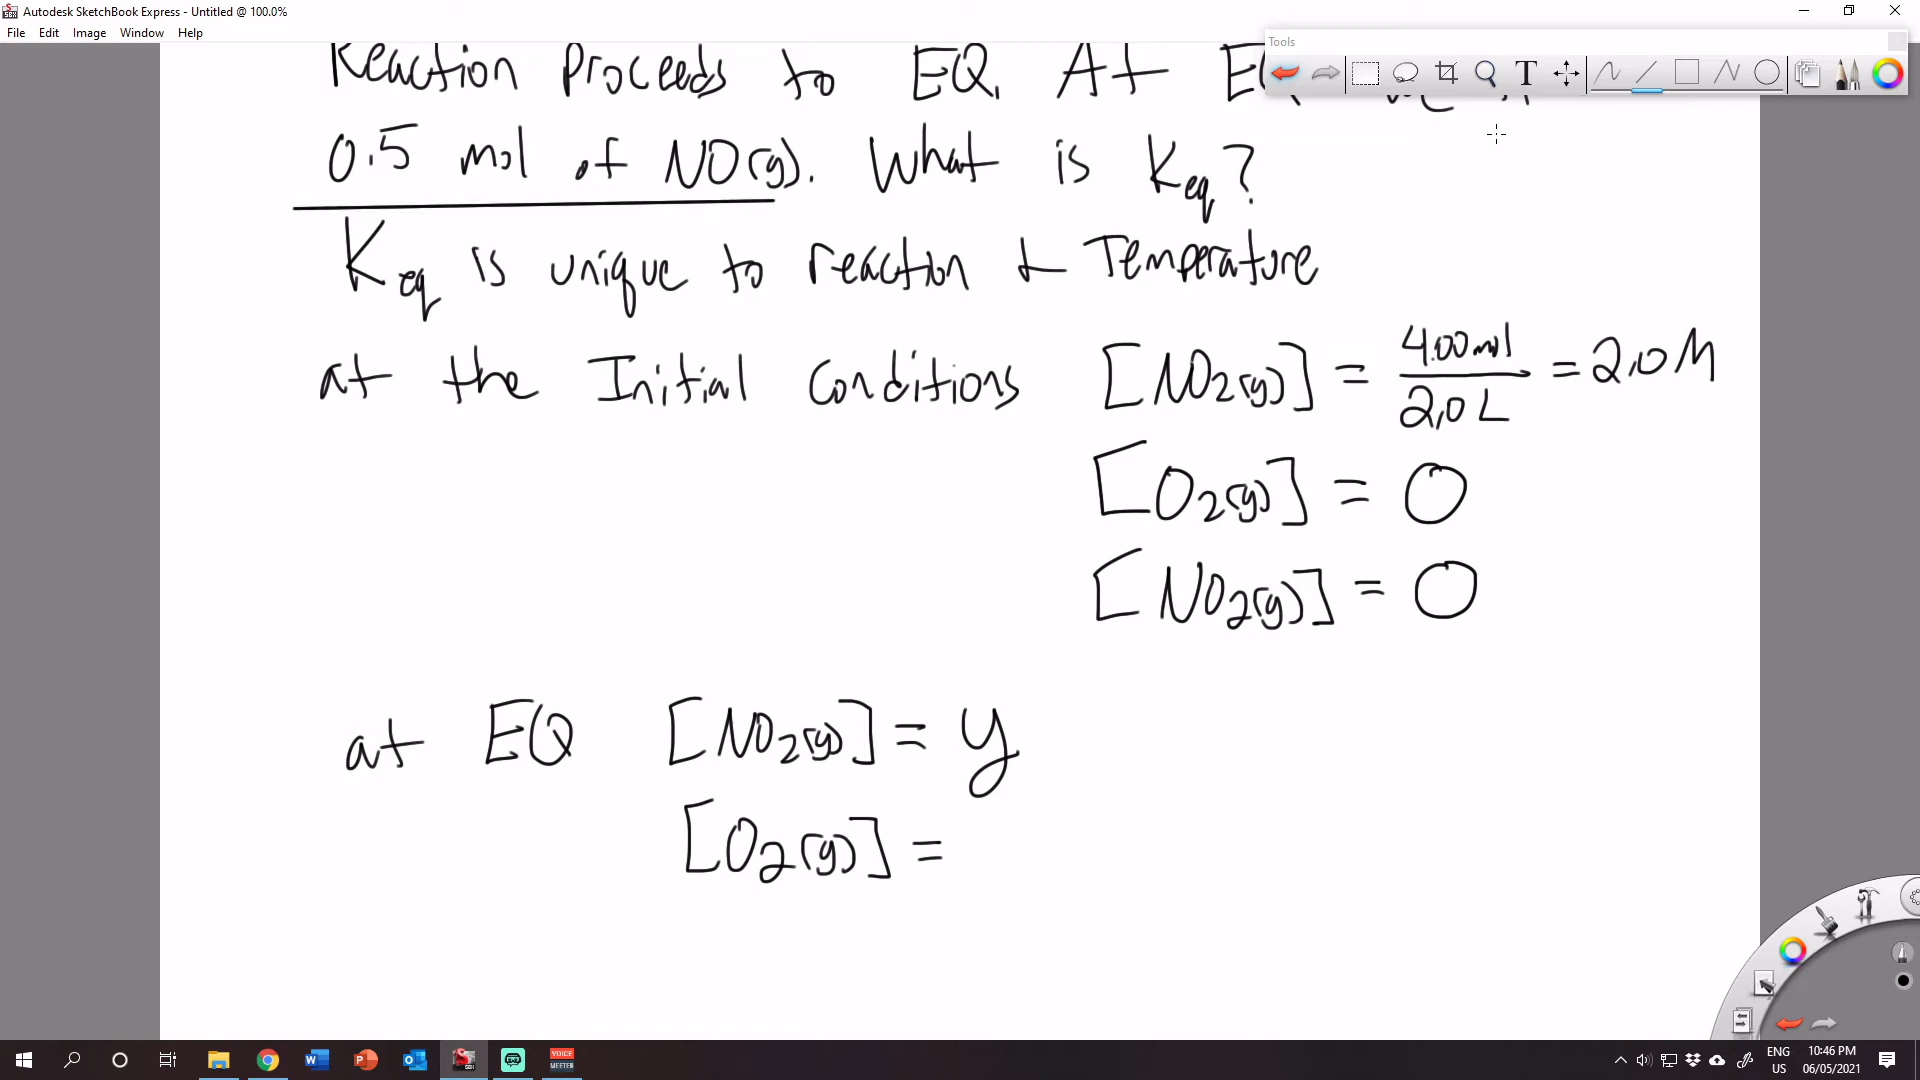 Autodesk SketchBook Express - Untitled @ 100.0%
File Edit Image Window Help
Tools
Reaction Proceeds to EQ. At
0.5 mol of NO(g). What is Keq?
Keq is unique to reaction & Temperature
at the Initial Conditions [NO2(g)] = 4.00mol / 2.0 L = 2.0 M
[O2(g)] = 0
[NO2(g)] = 0
at EQ [NO2(g)] = y
[O2(g)] =
VOICE
MEETER
ENG
US
10:46 PM
06/05/2021